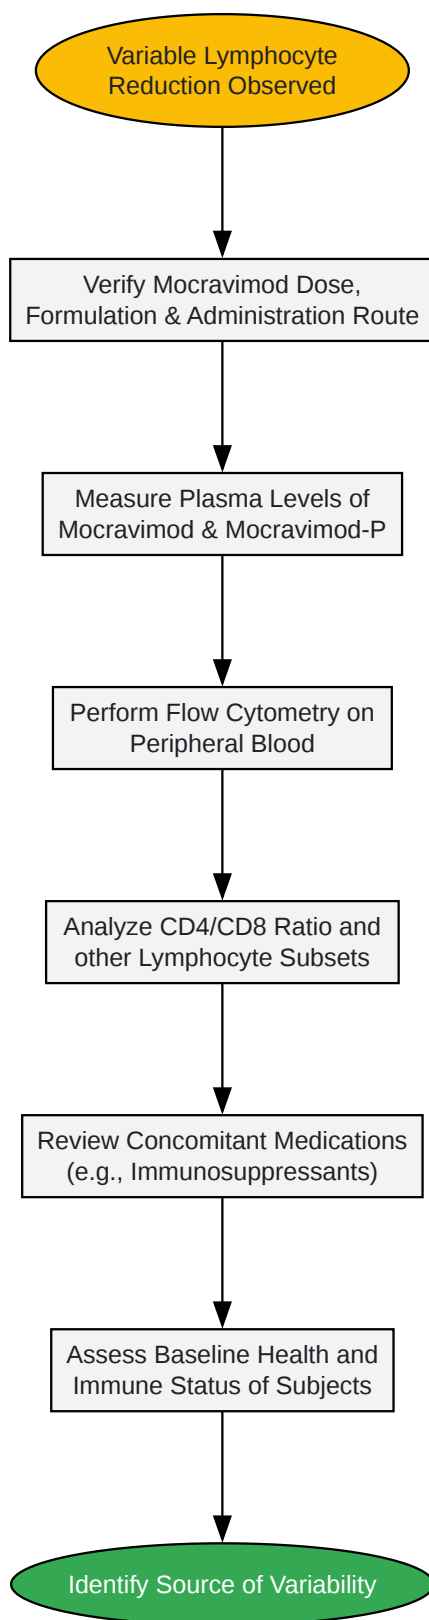 Variable Lymphocyte
Reduction Observed
Verify Mocravimod Dose,
Formulation & Administration Route
Measure Plasma Levels of
Mocravimod & Mocravimod-P
Perform Flow Cytometry on
Peripheral Blood
Analyze CD4/CD8 Ratio and
other Lymphocyte Subsets
Review Concomitant Medications
(e.g., Immunosuppressants)
Assess Baseline Health and
Immune Status of Subjects
Identify Source of Variability